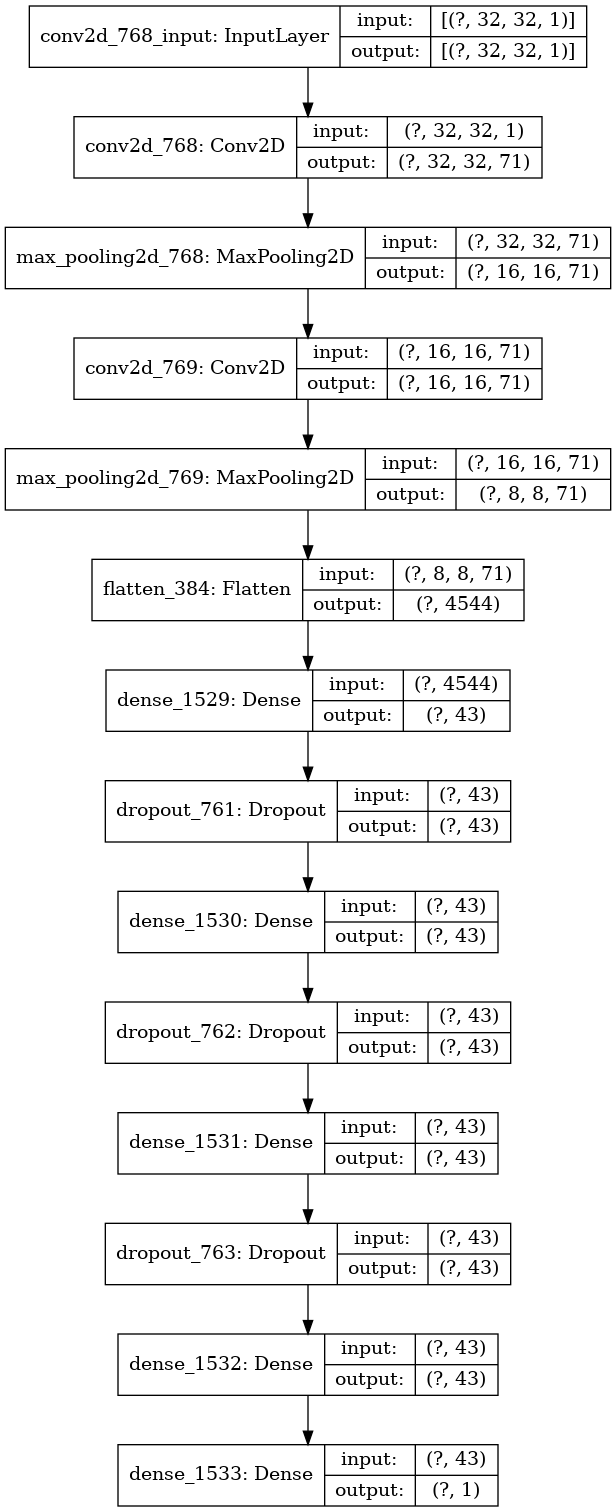 conv2d_768_input: InputLayer input: [(?, 32, 32, 1)]
output: [(?, 32, 32, 1)]
conv2d_768: Conv2D input: (?, 32, 32, 1)
output: (?, 32, 32, 71)
max_pooling2d_768: MaxPooling2D input: (?, 32, 32, 71)
output: (?, 16, 16, 71)
conv2d_769: Conv2D input: (?, 16, 16, 71)
output: (?, 16, 16, 71)
max_pooling2d_769: MaxPooling2D input: (?, 16, 16, 71)
output: (?, 8, 8, 71)
flatten_384: Flatten input: (?, 8, 8, 71)
output: (?, 4544)
dense_1529: Dense input: (?, 4544)
output: (?, 43)
dropout_761: Dropout input: (?, 43)
output: (?, 43)
dense_1530: Dense input: (?, 43)
output: (?, 43)
dropout_762: Dropout input: (?, 43)
output: (?, 43)
dense_1531: Dense input: (?, 43)
output: (?, 43)
dropout_763: Dropout input: (?, 43)
output: (?, 43)
dense_1532: Dense input: (?, 43)
output: (?, 43)
dense_1533: Dense input: (?, 43)
output: (?, 1)